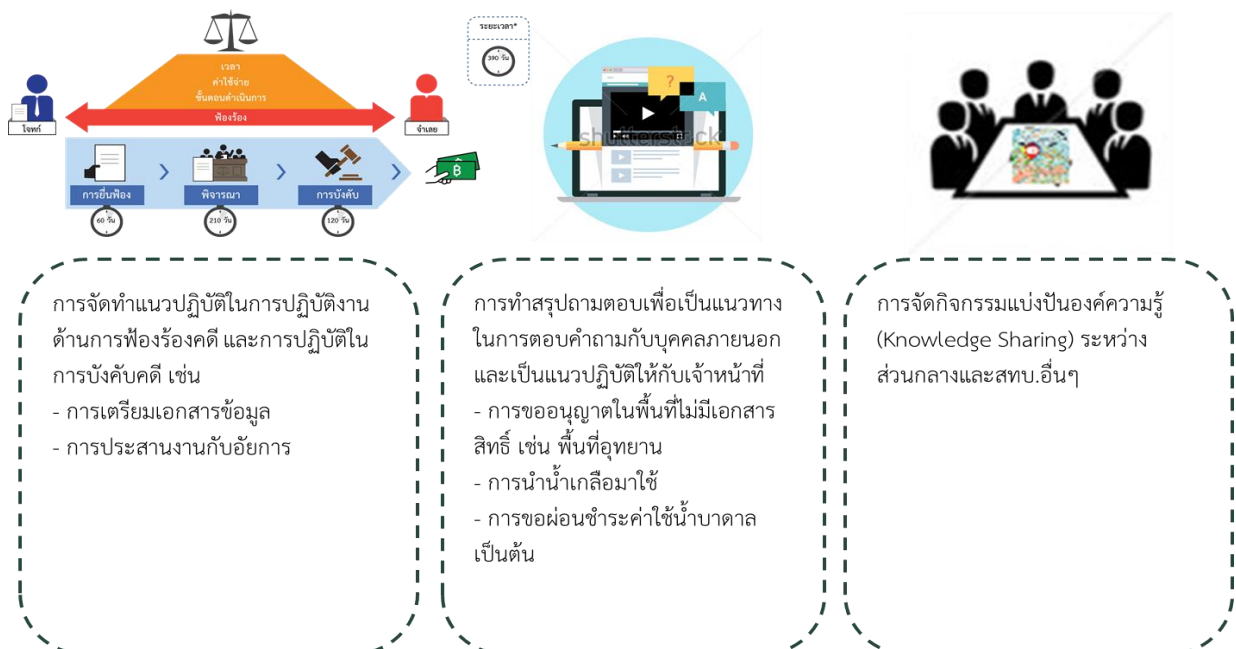 เวลา
ค่าใช้จ่าย
ขั้นตอนดำเนินการ
ฟ้องร้อง
โจทก์
จำเลย
การยื่นฟ้อง
พิจารณา
การบังคับ
60 วัน
210 วัน
120 วัน
฿
ระยะเวลา*
390 วัน
?
A
shutterstock
การจัดทำแนวปฏิบัติในการปฏิบัติงาน
ด้านการฟ้องร้องคดี และการปฏิบัติใน
การบังคับคดี เช่น
- การเตรียมเอกสารข้อมูล
- การประสานงานกับอัยการ
การทำสรุปถามตอบเพื่อเป็นแนวทาง
ในการตอบคำถามกับบุคคลภายนอก
และเป็นแนวปฏิบัติให้กับเจ้าหน้าที่
- การขออนุญาตในพื้นที่ไม่มีเอกสาร
สิทธิ์ เช่น พื้นที่อุทยาน
- การนำน้ำเกลือมาใช้
- การขอผ่อนชำระค่าใช้น้ำบาดาล
เป็นต้น
การจัดกิจกรรมแบ่งปันองค์ความรู้
(Knowledge Sharing) ระหว่าง
ส่วนกลางและสทบ.อื่นๆ